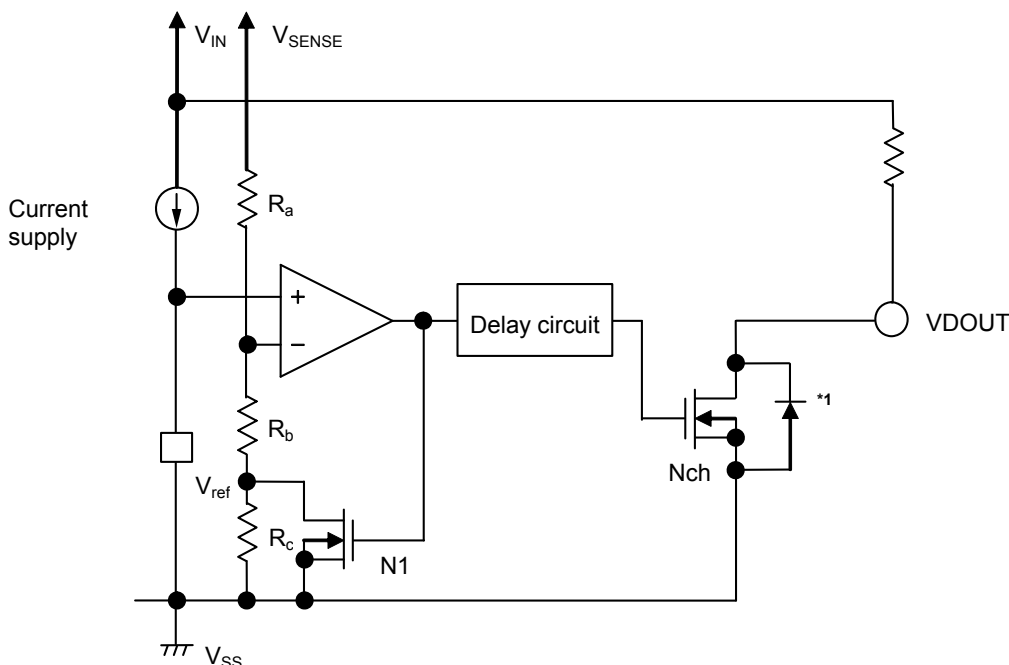 V_IN
V_SENSE
R_a
Current
supply
+
−
Delay circuit
VDOUT
*1
R_b
Nch
V_ref
R_c
N1
V_SS